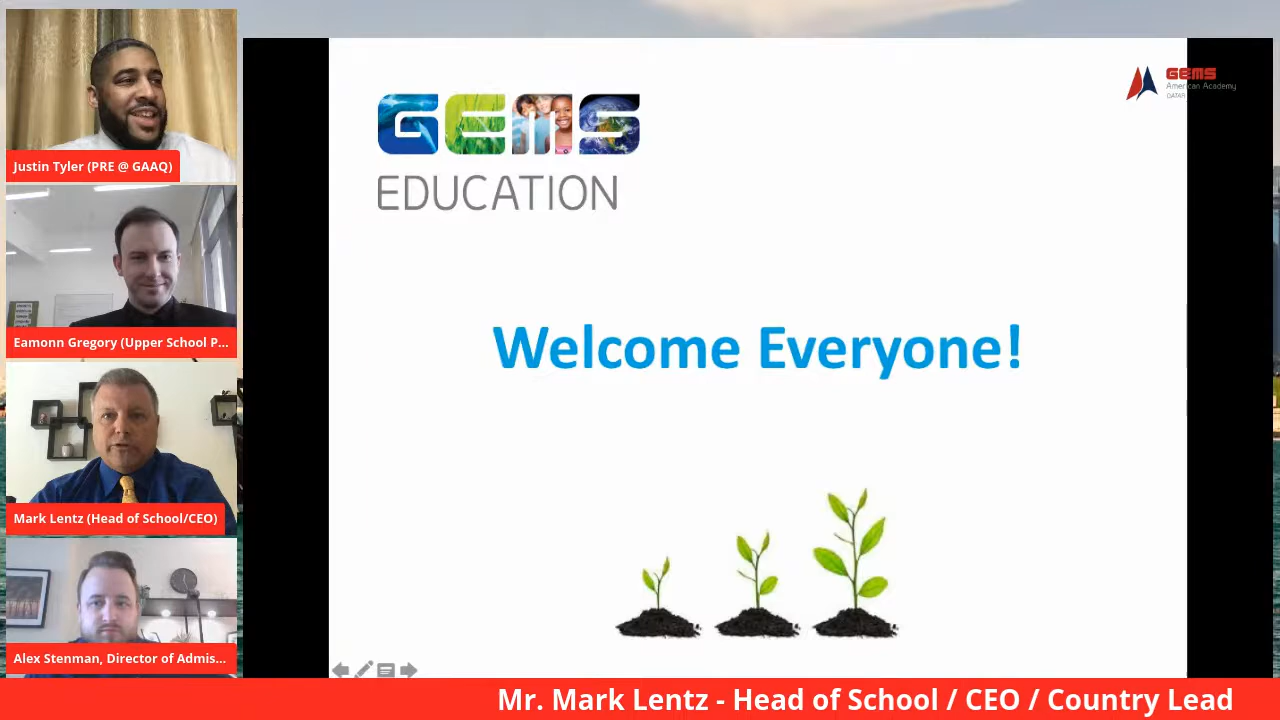 Justin Tyler (PRE @ GAAQ)
Eamonn Gregory (Upper School P...
Mark Lentz (Head of School/CEO)
Alex Stenman, Director of Admis...
GEMS
EDUCATION
GEMS
American Academy
QATAR
Welcome Everyone!
Mr. Mark Lentz - Head of School / CEO / Country Lead